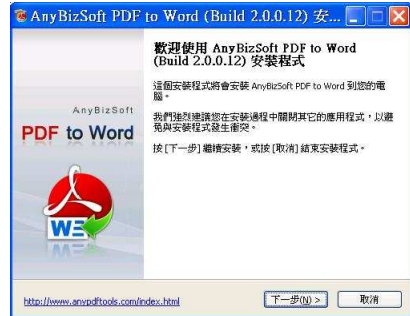 AnyBizSoft PDF to Word (Build 2.0.0.12) 安...
歡迎使用 AnyBizSoft PDF to Word
(Build 2.0.0.12) 安裝程式
這個安裝程式將會安裝 AnyBizSoft PDF to Word 到您的電
腦。
我們強烈建議您在安裝過程中關閉其它的應用程式，以避
免與安裝程式發生衝突。
按 [下一步] 繼續安裝，或按 [取消] 結束安裝程式。
AnyBizSoft
PDF to Word
W
http://www.anypdftools.com/index.html
下一步(N) >
取消